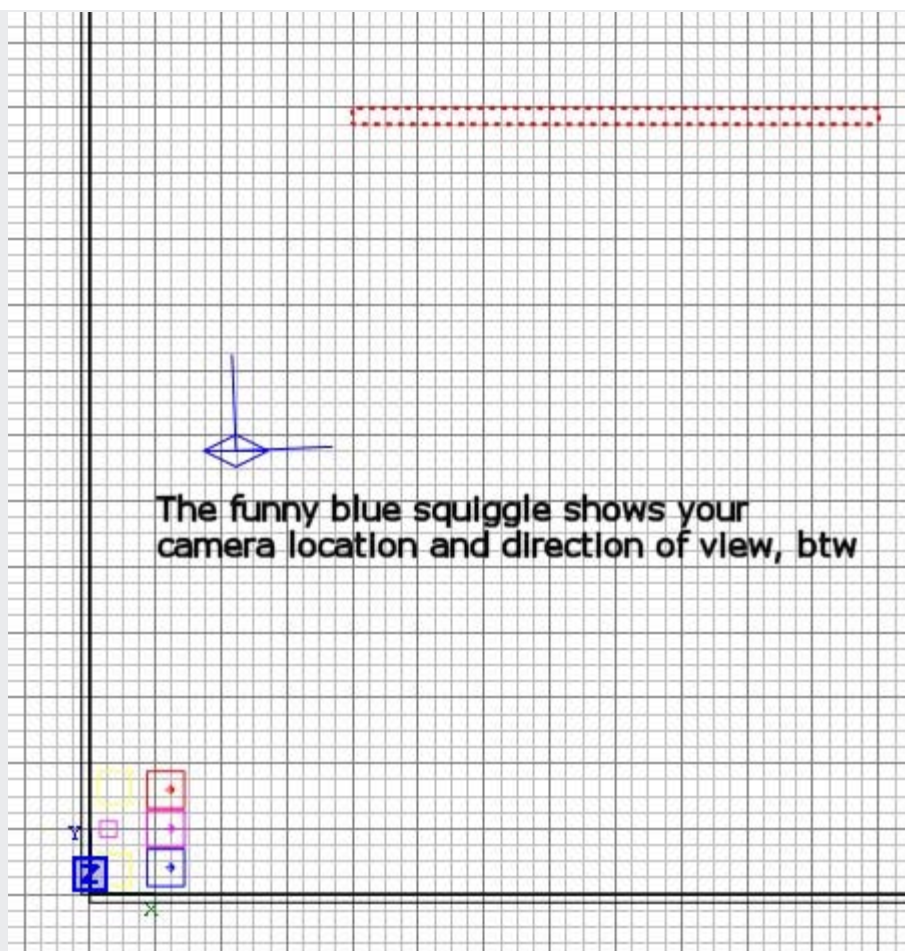 The funny blue squiggle shows your
camera location and direction of view, btw
Y
Z
X